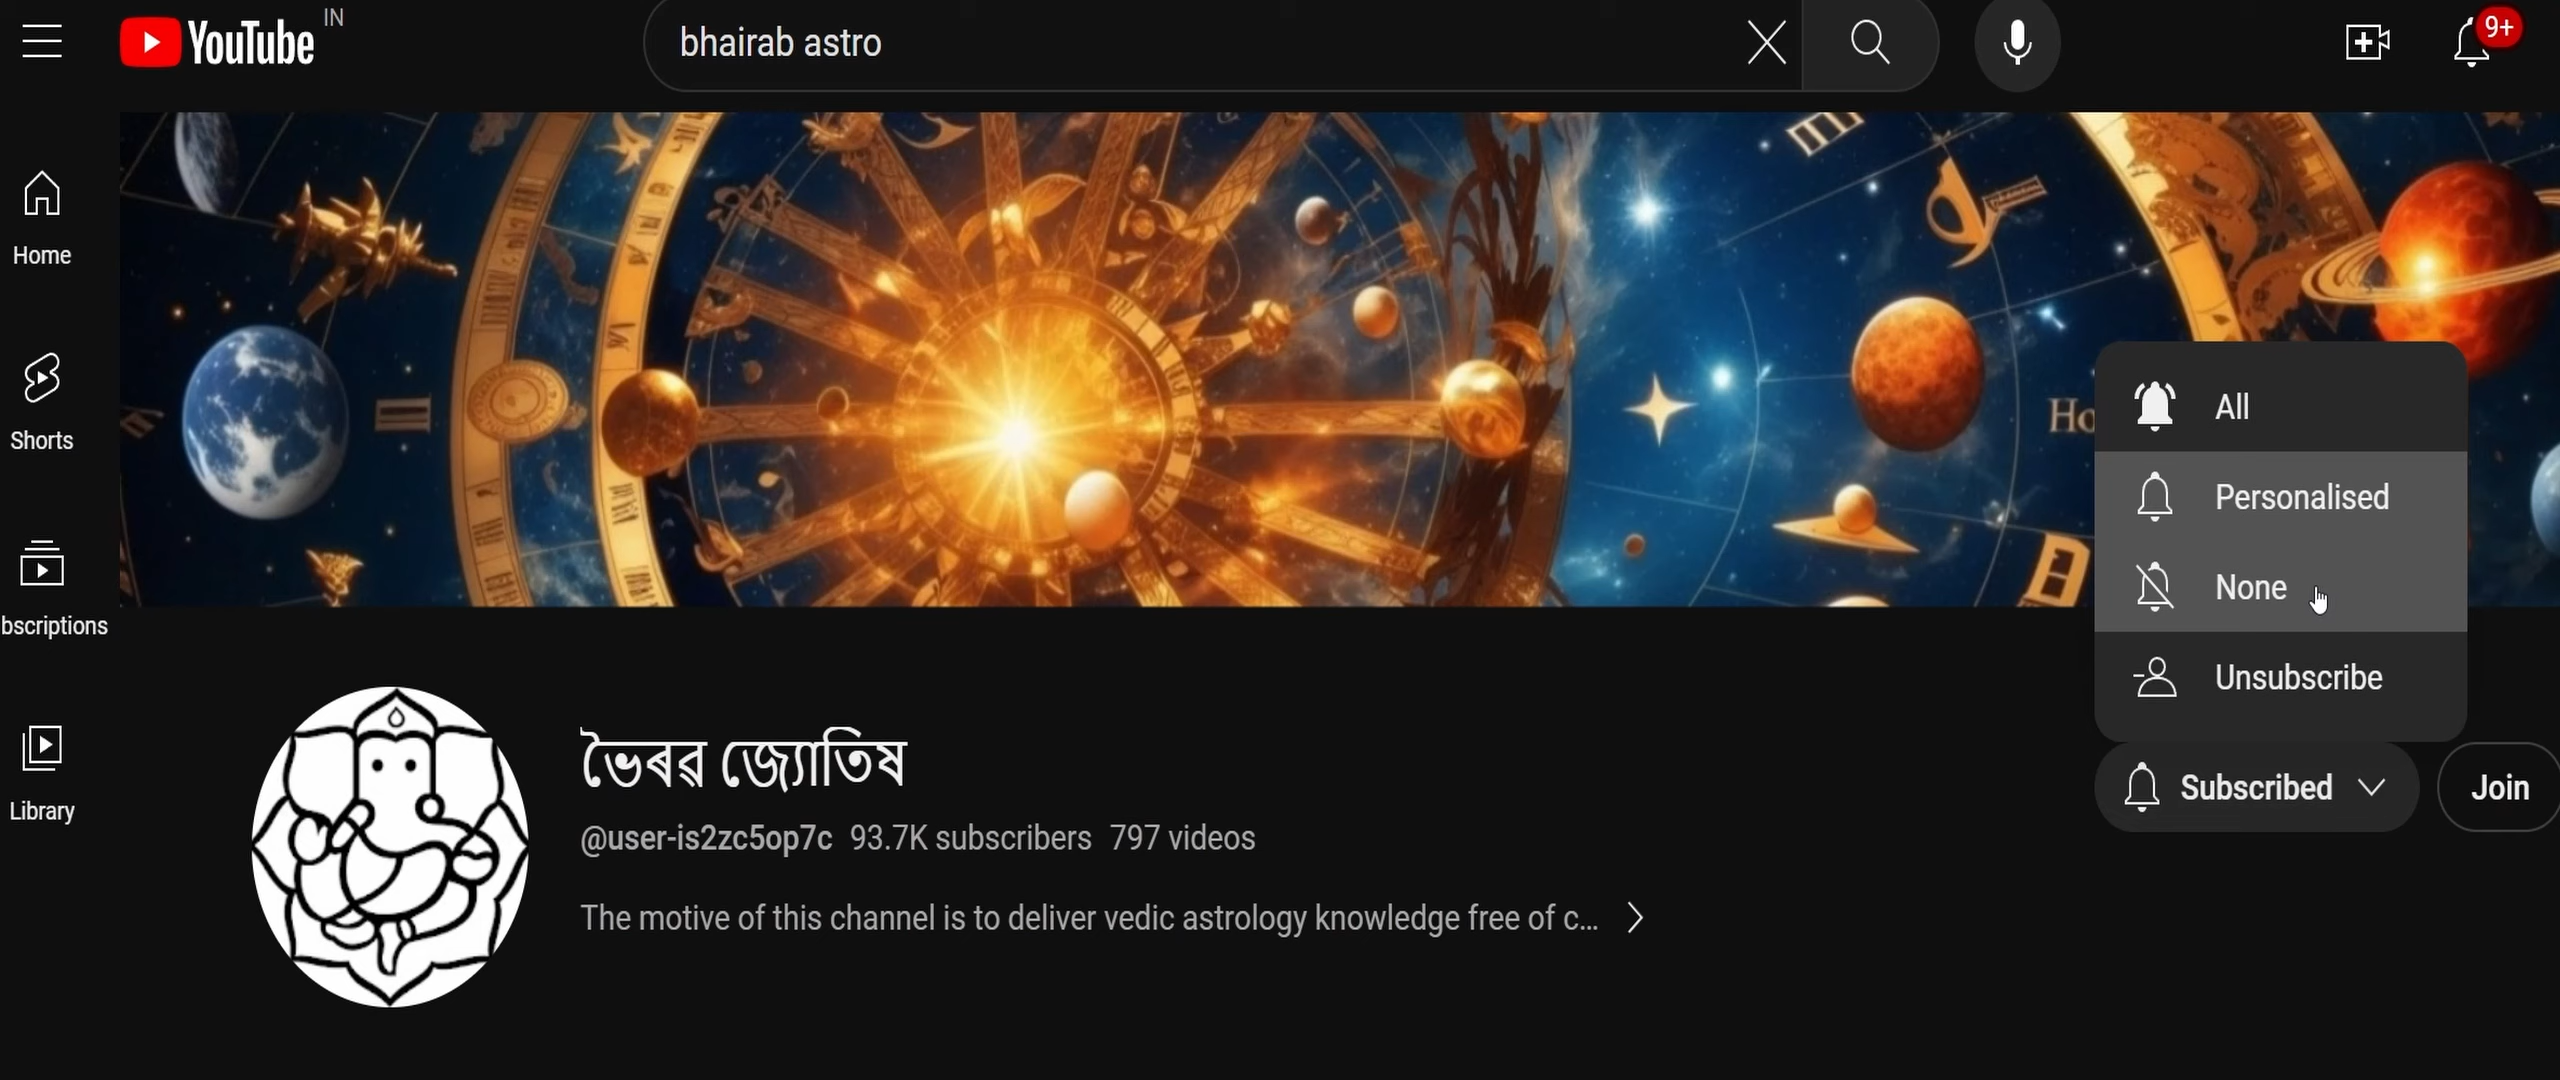 YouTube IN
bhairab astro
9+
Home
Shorts
bscriptions
Library
Ho
All
Personalised
None
Unsubscribe
ভৈৰৱ জ্যোতিষ
@user-is2zc5op7c 93.7K subscribers 797 videos
The motive of this channel is to deliver vedic astrology knowledge free of c...
Subscribed
Join